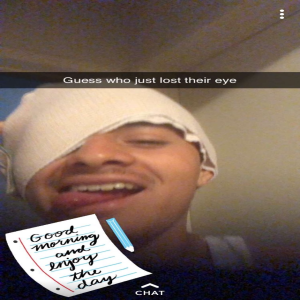 Guess who just lost their eye
Good
morning
and
enjoy
the
day
CHAT